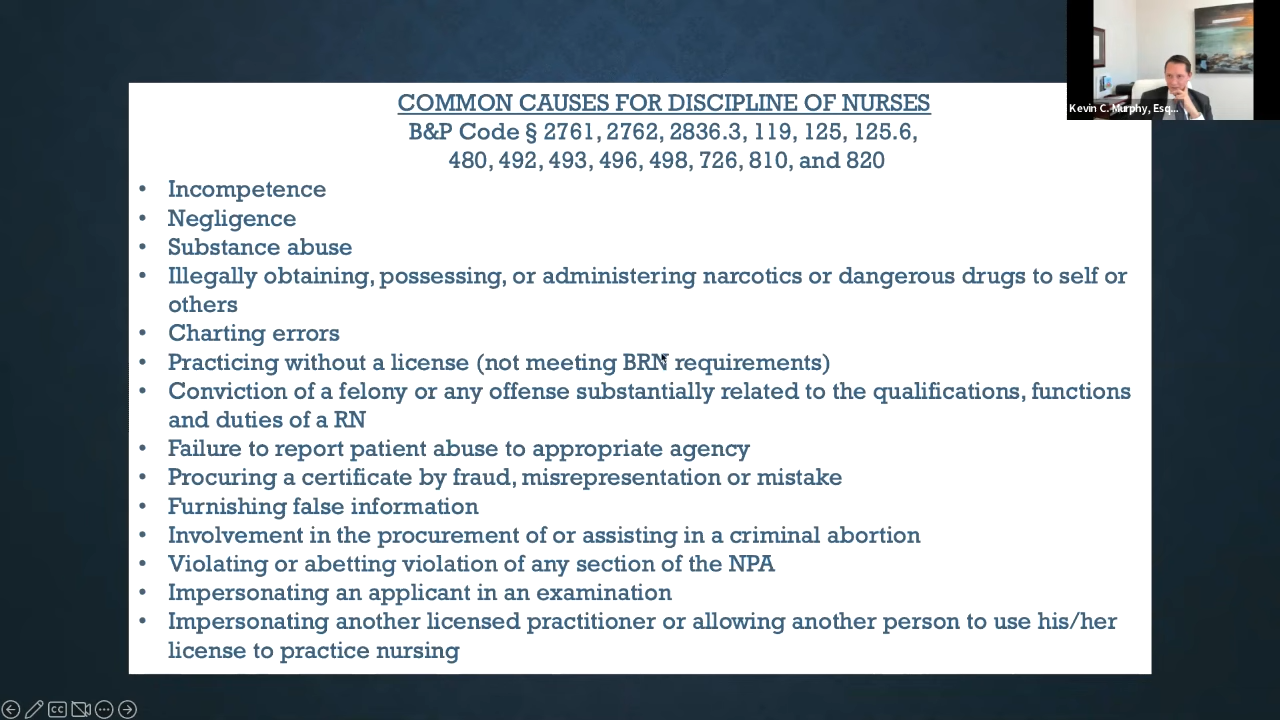 COMMON CAUSES FOR DISCIPLINE OF NURSES
B&P Code § 2761, 2762, 2836.3, 119, 125, 125.6,
480, 492, 493, 496, 498, 726, 810, and 820
• Incompetence
• Negligence
• Substance abuse
• Illegally obtaining, possessing, or administering narcotics or dangerous drugs to self or
others
• Charting errors
• Practicing without a license (not meeting BRN requirements)
• Conviction of a felony or any offense substantially related to the qualifications, functions
and duties of a RN
• Failure to report patient abuse to appropriate agency
• Procuring a certificate by fraud, misrepresentation or mistake
• Furnishing false information
• Involvement in the procurement of or assisting in a criminal abortion
• Violating or abetting violation of any section of the NPA
• Impersonating an applicant in an examination
• Impersonating another licensed practitioner or allowing another person to use his/her
license to practice nursing
Kevin C. Murphy, Esq...
CC